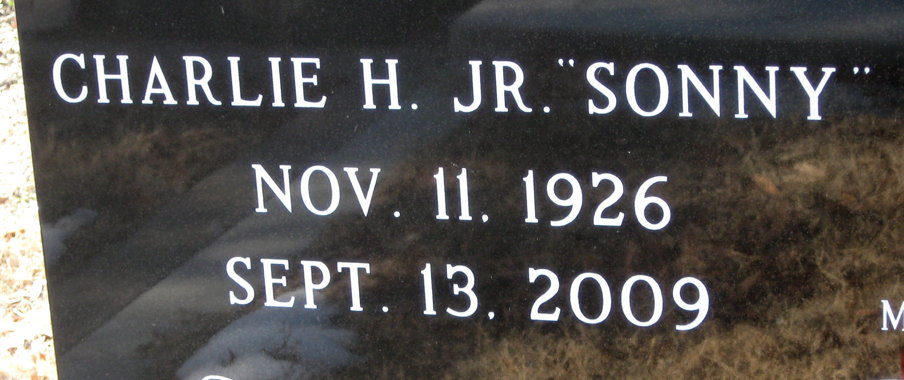 CHARLIE H. JR. "SONNY"
NOV. 11, 1926
SEPT. 13, 2009